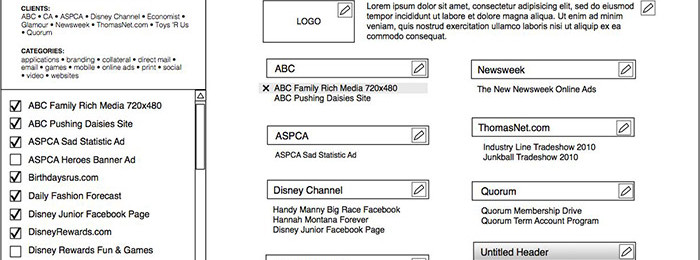 CLIENTS:
ABC • CA • ASPCA • Disney Channel • Economist •
Glamour • Newsweek • ThomasNet.com • Toys 'R Us
• Quorum
CATEGORIES:
applications • branding • collateral • direct mail •
email • games • mobile • online ads • print • social
• video • websites
ABC Family Rich Media 720x480
ABC Pushing Daisies Site
ASPCA Sad Statistic Ad
ASPCA Heroes Banner Ad
Birthdaysrus.com
Daily Fashion Forecast
Disney Junior Facebook Page
DisneyRewards.com
Disney Rewards Fun & Games
LOGO
Lorem ipsum dolor sit amet, consectetur adipisicing elit, sed do eiusmod
tempor incididunt ut labore et dolore magna aliqua. Ut enim ad minim
veniam, quis nostrud exercitation ullamco laboris nisi ut aliquip ex ea
commodo consequat.
ABC
ABC Family Rich Media 720x480
ABC Pushing Daisies Site
ASPCA
ASPCA Sad Statistic Ad
Disney Channel
Handy Manny Big Race Facebook
Hannah Montana Forever
Disney Junior Facebook Page
Newsweek
The New Newsweek Online Ads
ThomasNet.com
Industry Line Tradeshow 2010
Junkball Tradeshow 2010
Quorum
Quorum Membership Drive
Quorum Term Account Program
Untitled Header